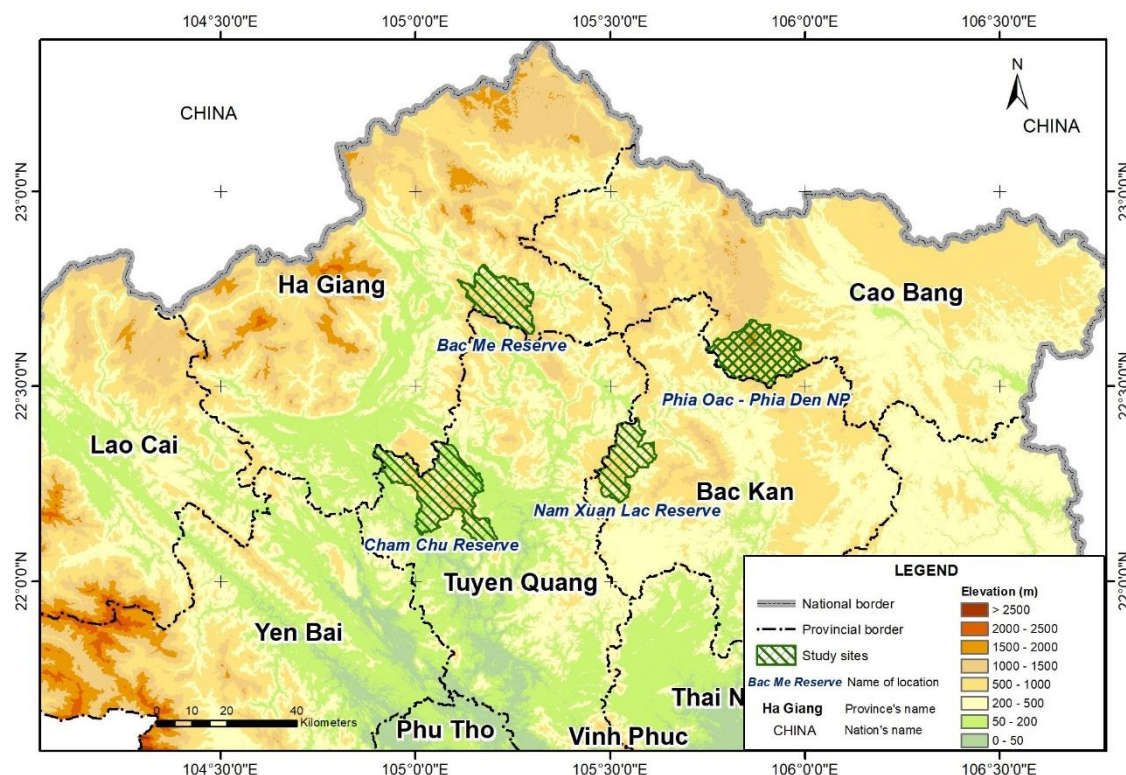 104°30'0"E 105°0'0"E 105°30'0"E 106°0'0"E 106°30'0"E
N
CHINA
CHINA
23°0'0"N
23°0'0"N
Ha Giang
Cao Bang
Bac Me Reserve
22°30'0"N
22°30'0"N
Phia Oac - Phia Den NP
Lao Cai
Bac Kan
Nam Xuan Lac Reserve
Cham Chu Reserve
22°0'0"N
22°0'0"N
Tuyen Quang
Yen Bai
Thai N
Phu Tho
Vinh Phuc
0 10 20 40
Kilometers
LEGEND
National border
Provincial border
Study sites
Bac Me Reserve Name of location
Ha Giang Province's name
CHINA Nation's name
Elevation (m)
> 2500
2000 - 2500
1500 - 2000
1000 - 1500
500 - 1000
200 - 500
50 - 200
0 - 50
104°30'0"E 105°0'0"E 105°30'0"E 106°0'0"E 106°30'0"E